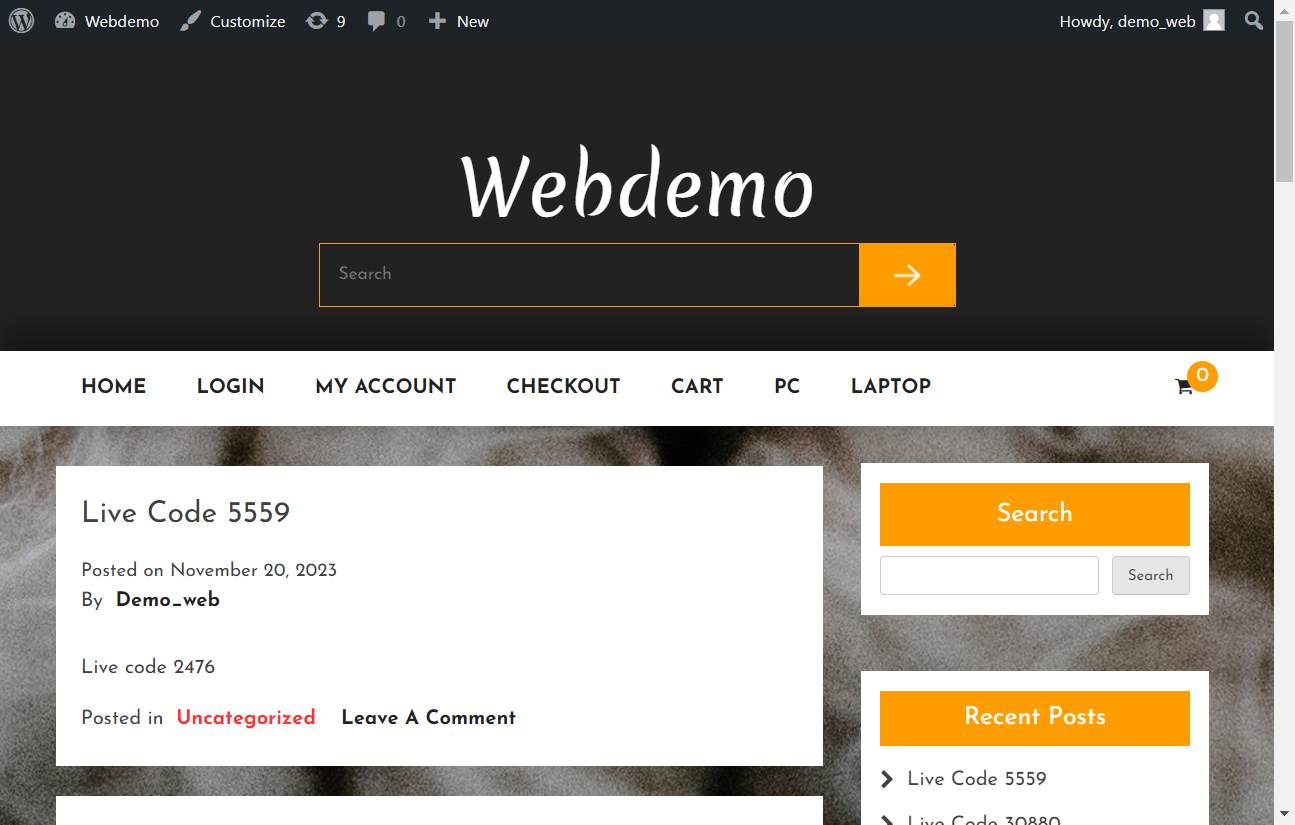 Webdemo Customize 9 0 New Howdy, demo_web
Webdemo
Search
HOME LOGIN MY ACCOUNT CHECKOUT CART PC LAPTOP 0
Live Code 5559
Posted on November 20, 2023
By Demo_web
Live code 2476
Posted in Uncategorized Leave A Comment
Search
Search
Recent Posts
Live Code 5559
Live Code 30880